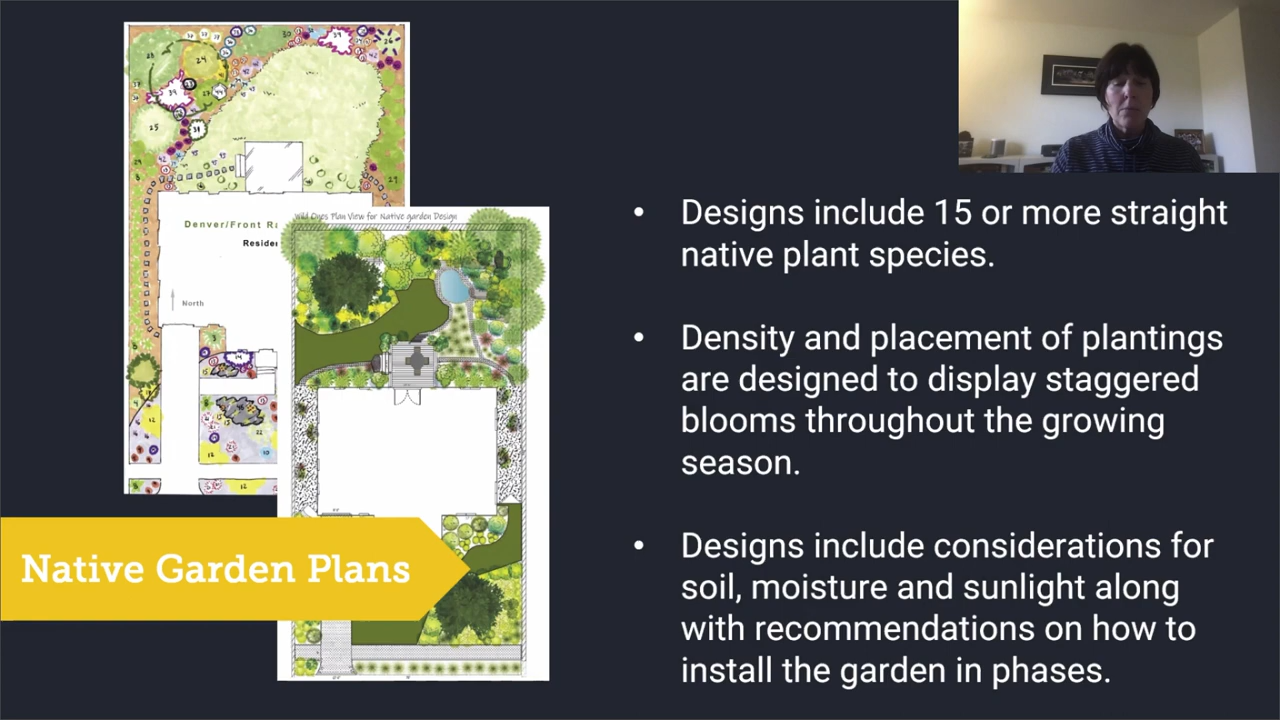 Denver/Front Ra
Reside
North
Wild Ones Plan View for Native garden Design
Native Garden Plans
• Designs include 15 or more straight
native plant species.
• Density and placement of plantings
are designed to display staggered
blooms throughout the growing
season.
• Designs include considerations for
soil, moisture and sunlight along
with recommendations on how to
install the garden in phases.